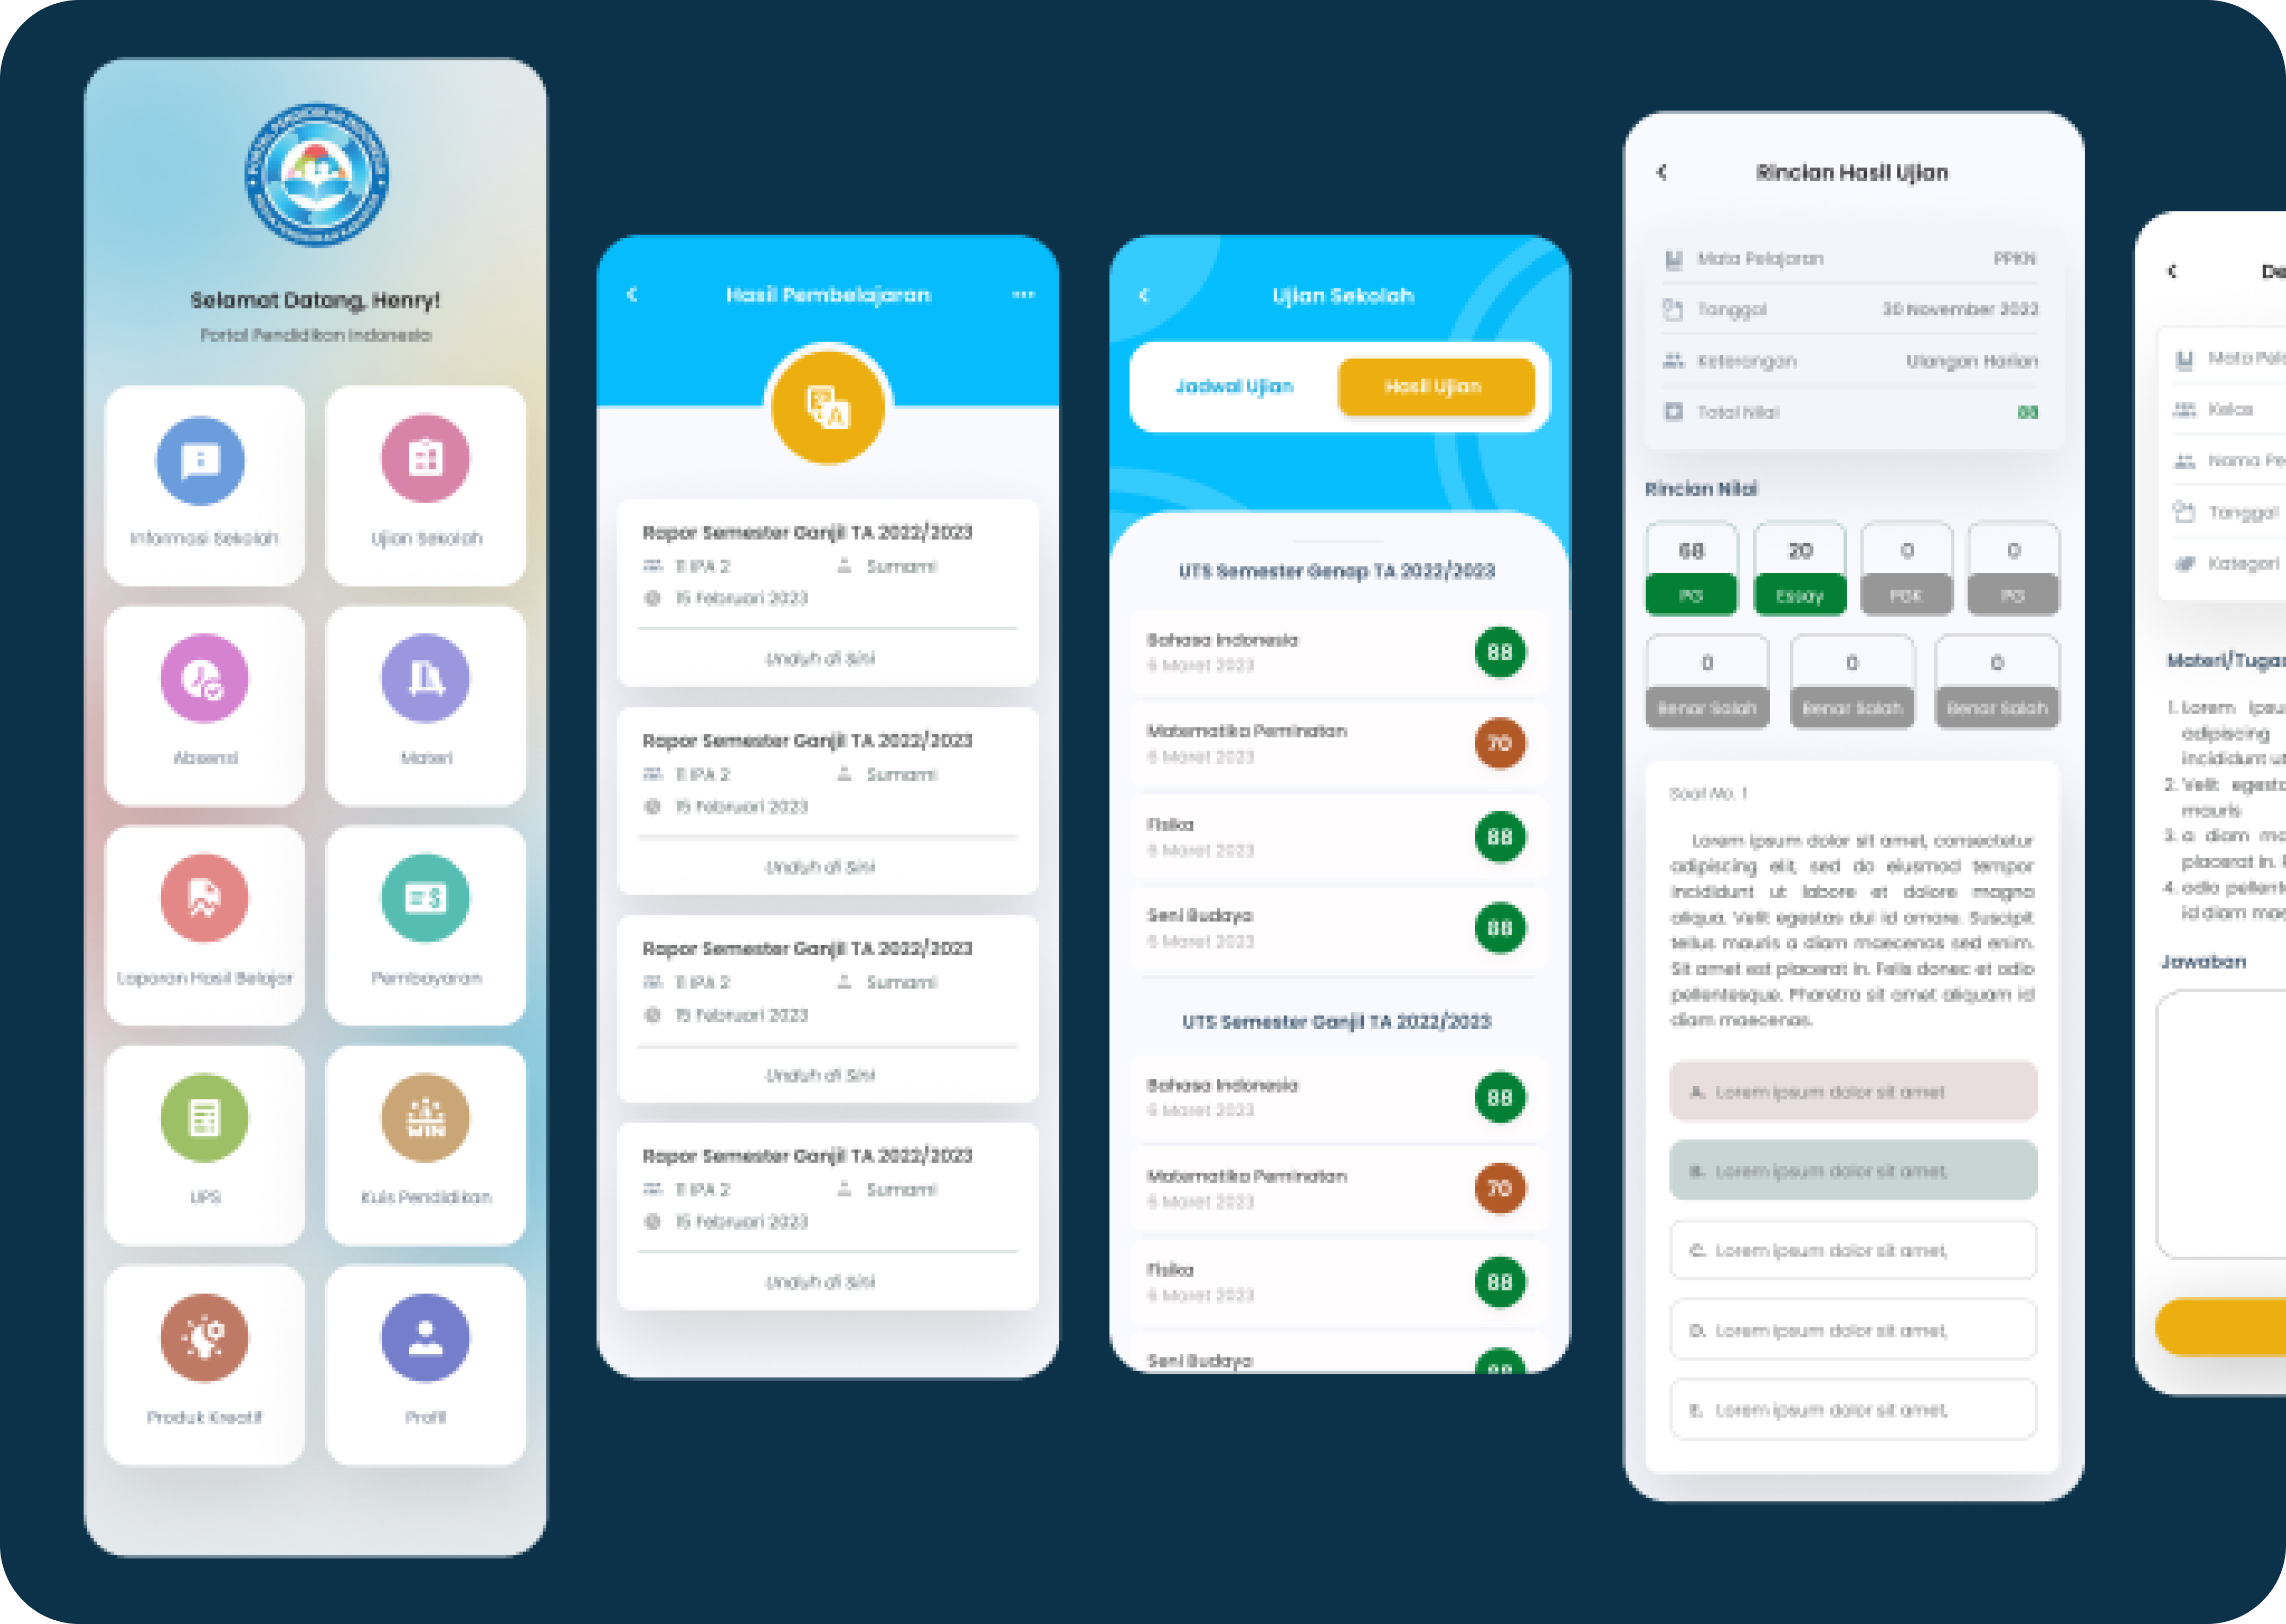 Selamat Datang, Henry!
Portal Pendidikan Indonesia
Informasi Sekolah
Ujian Sekolah
Absensi
Materi
Laporan Hasil Belajar
Pembayaran
UPS
WIN
Kuis Pendidikan
Produk Kreatif
Profil
Hasil Pembelajaran
Rapor Semester Ganjil TA 2022/2023
11 IPA 2 Sumarni
15 Februari 2023
Unduh di Sini
Rapor Semester Ganjil TA 2022/2023
11 IPA 2 Sumarni
15 Februari 2023
Unduh di Sini
Rapor Semester Ganjil TA 2022/2023
11 IPA 2 Sumarni
15 Februari 2023
Unduh di Sini
Rapor Semester Ganjil TA 2022/2023
11 IPA 2 Sumarni
15 Februari 2023
Unduh di Sini
Ujian Sekolah
Jadwal Ujian
Hasil Ujian
UTS Semester Genap TA 2022/2023
Bahasa Indonesia 88
6 Maret 2023
Matematika Peminatan 70
6 Maret 2023
Fisika 88
6 Maret 2023
Seni Budaya 88
6 Maret 2023
UTS Semester Ganjil TA 2022/2023
Bahasa Indonesia 88
6 Maret 2023
Matematika Peminatan 70
6 Maret 2023
Fisika 88
6 Maret 2023
Seni Budaya 88
Rincian Hasil Ujian
Mata Pelajaran PPKN
Tanggal 30 November 2022
Keterangan Ulangan Harian
Total Nilai 88
Rincian Nilai
68 20 0 0
PG Essay PGK PG
0 0 0
Benar Salah Benar Salah Benar Salah
Soal No. 1
Lorem ipsum dolor sit amet, consectetur
adipiscing elit, sed do eiusmod tempor
incididunt ut labore et dolore magna
aliqua. Velit egestas dui id ornare. Suscipit
tellus mauris a diam maecenas sed enim.
Sit amet est placerat in. Felis donec et odio
pellentesque. Pharetra sit amet aliquam id
diam maecenas.
A. Lorem ipsum dolor sit amet
B. Lorem ipsum dolor sit amet,
C. Lorem ipsum dolor sit amet,
D. Lorem ipsum dolor sit amet,
E. Lorem ipsum dolor sit amet,
De
Mata Pela
Kelas
Nama Pe
Tanggal
Kategori
Materi/Tugas
1. Lorem ipsu
adipiscing
incididunt ut
2. Velit egesta
mauris
3. a diam ma
placerat in.
4. odio pellent
id diam mae
Jawaban